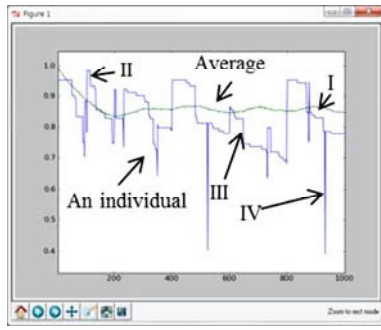 Figure 1
1.0
0.9
0.8
0.7
0.6
0.5
0.4
200
400
600
800
1000
II
Average
I
An individual
III
IV
Zoom to rect mode